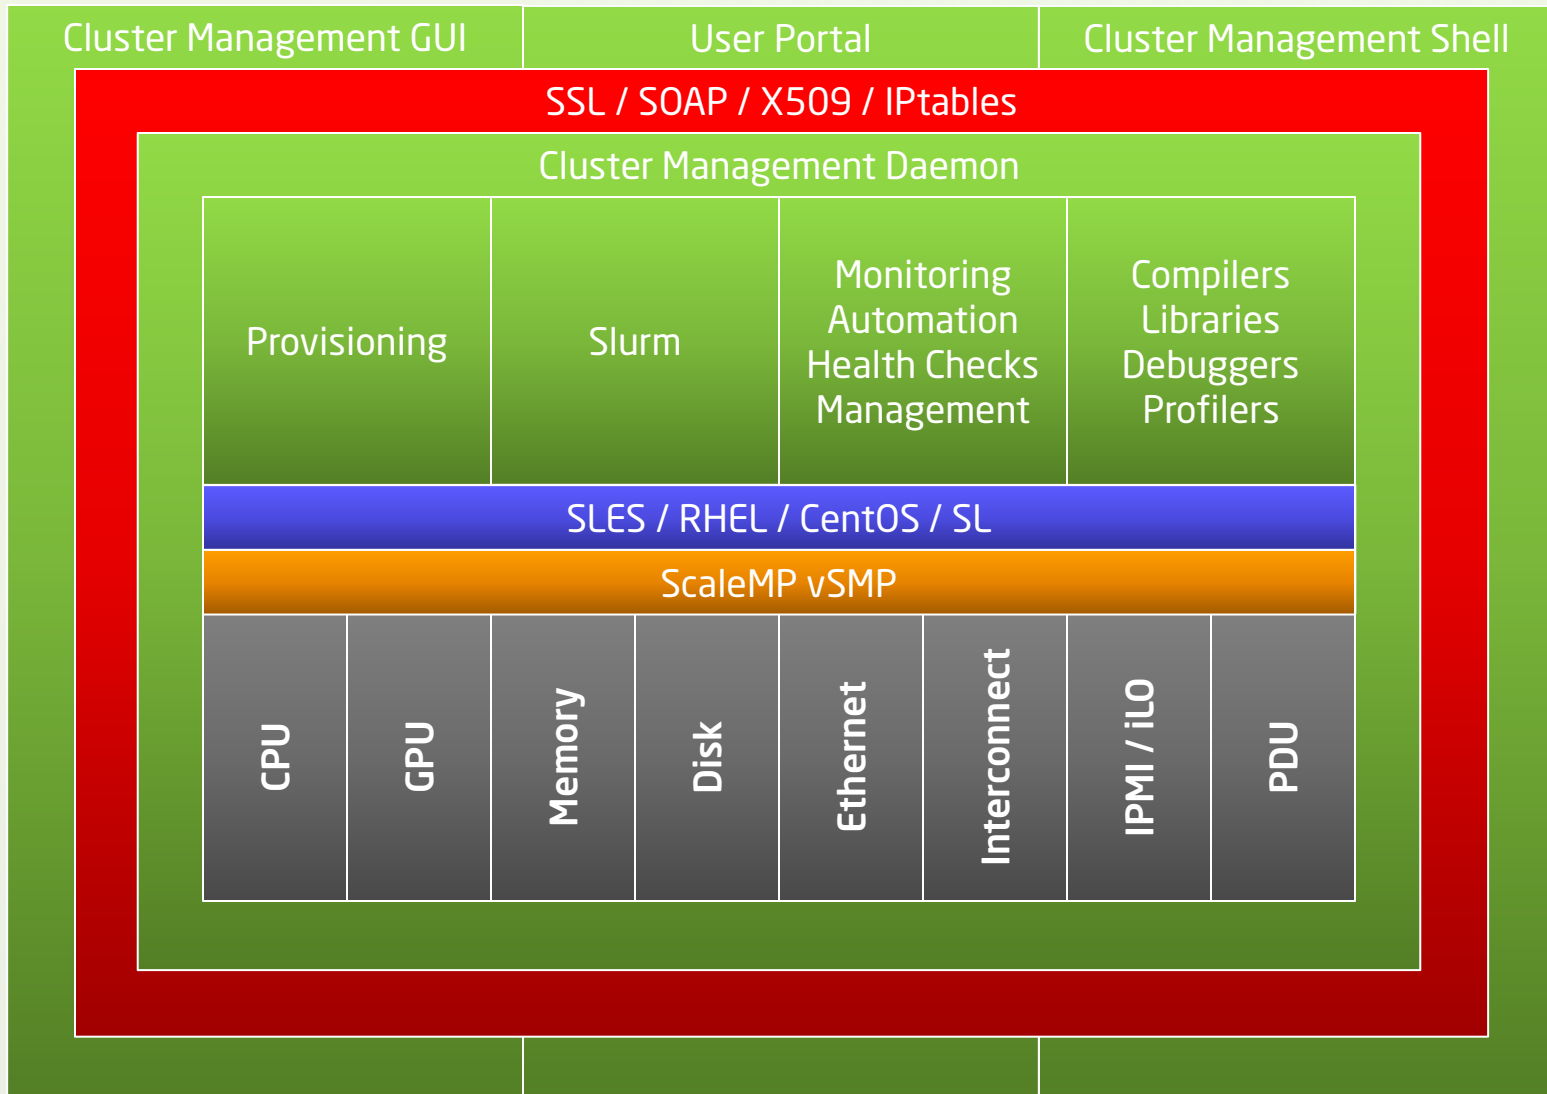 Cluster Management GUI
User Portal
Cluster Management Shell
SSL / SOAP / X509 / IPtables
Cluster Management Daemon
Provisioning
Slurm
Monitoring
Automation
Health Checks
Management
Compilers
Libraries
Debuggers
Profilers
SLES / RHEL / CentOS / SL
ScaleMP vSMP
CPU
GPU
Memory
Disk
Ethernet
Interconnect
IPMI / iLO
PDU